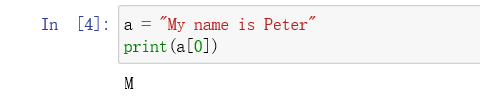 In [4]: a = "My name is Peter"
print(a[0])
M